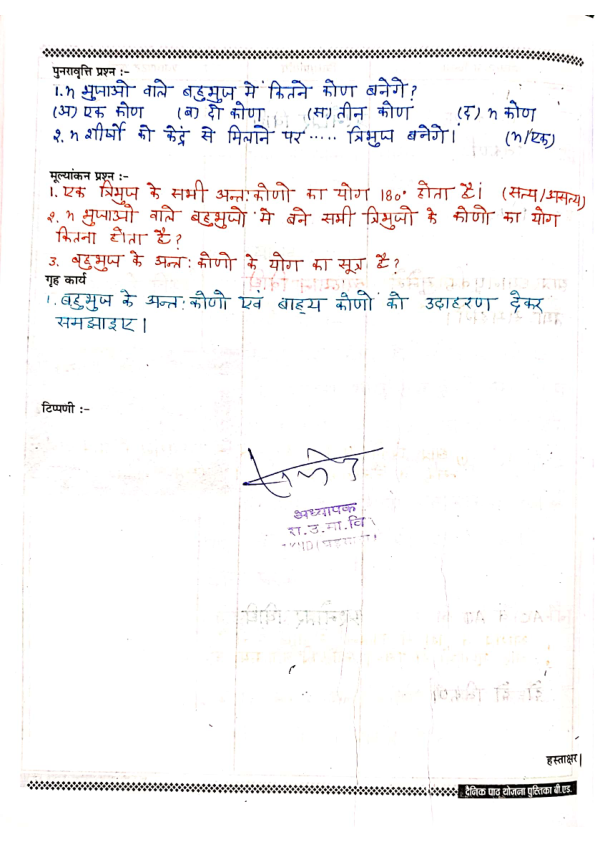 पुनरावृत्ति प्रश्न :-
1. n भुजाओ वाले बहुभुज में कितने कोण बनेगे?
(अ) एक कोण (ब) दो कोण (स) तीन कोण (द) n कोण
2. n शीर्षो को केंद्र से मिलाने पर ..... त्रिभुज बनेगे। (n/एक)
मूल्यांकन प्रश्न :-
1. एक त्रिभुज के सभी अन्तःकोणो का योग 180° होता है। (सत्य/असत्य)
2. n भुजाओ वाले बहुभुजो में बने सभी त्रिभुजो के कोणो का योग
कितना होता है?
3. बहुभुज के अन्तः कोणो के योग का सूत्र है?
गृह कार्य
1. बहुभुज के अन्तः कोणो एवं बाह्य कोणों को उदाहरण देकर
समझाइए।
टिप्पणी :-
अध्यापक
रा.उ.मा.वि.
हस्ताक्षर
दैनिक पाठ योजना पुस्तिका बी.एड.